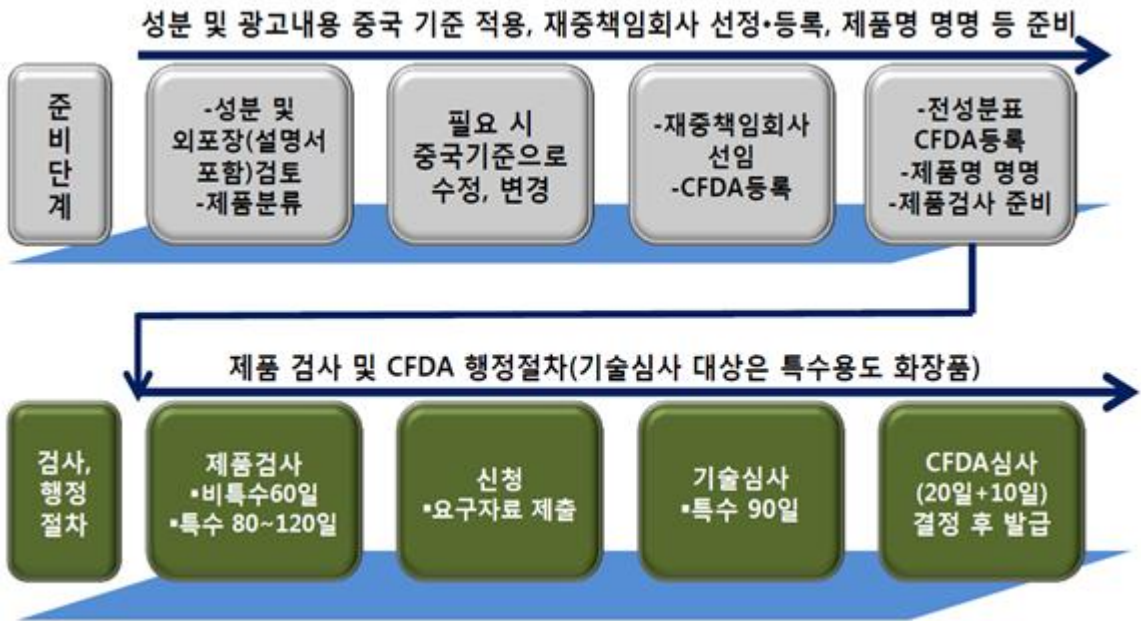 성분 및 광고내용 중국 기준 적용, 재중책임회사 선정•등록, 제품명 명명 등 준비
준
비
단
계
-성분 및
외포장(설명서
포함)검토
-제품분류
필요 시
중국기준으로
수정, 변경
-재중책임회사
선임
-CFDA등록
-전성분표
CFDA등록
-제품명 명명
-제품검사 준비
제품 검사 및 CFDA 행정절차(기술심사 대상은 특수용도 화장품)
검사,
행정
절차
제품검사
▪비특수60일
▪특수 80~120일
신청
▪요구자료 제출
기술심사
▪특수 90일
CFDA심사
(20일+10일)
결정 후 발급